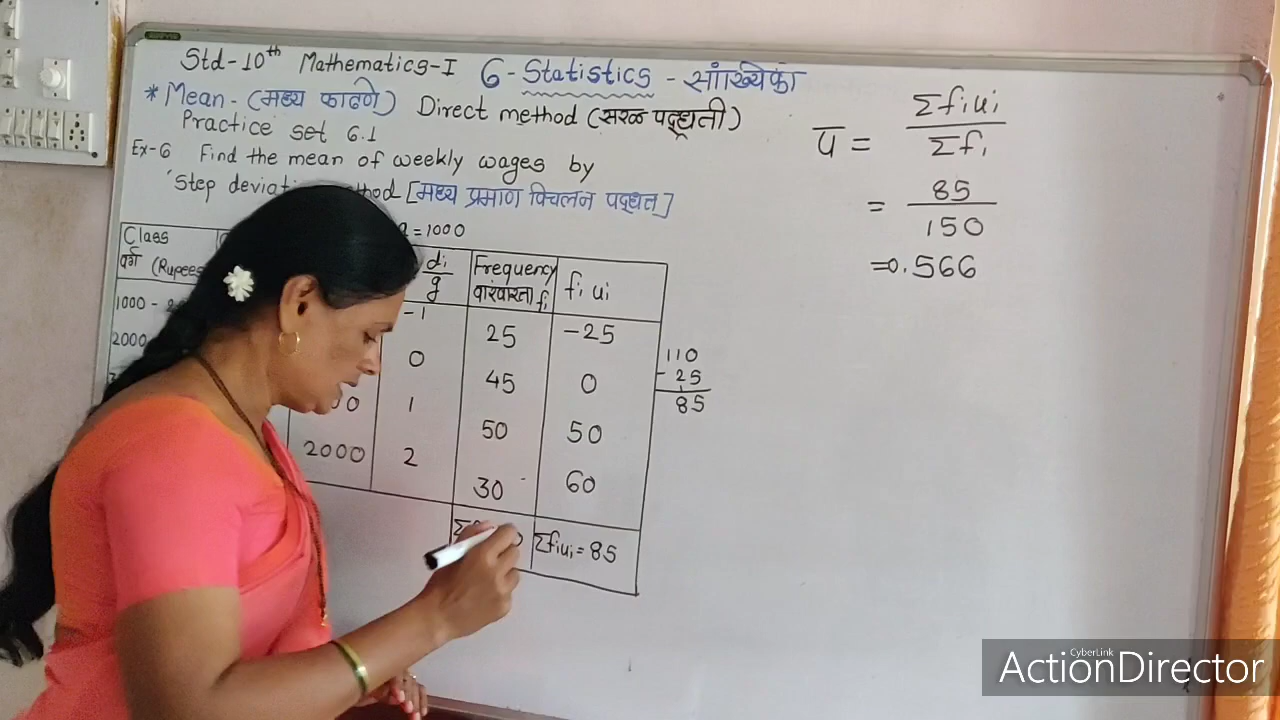 Std-10th Mathematics-I 6-Statistics - सांख्यिकी
* Mean - (मध्य काढणे) Direct method (सरळ पद्धती)
Practice set 6.1
Ex-6 Find the mean of weekly wages by
Step method [मध्य प्रमाण विचलन पद्धत]
= 1000
Class
वर्ग (Rupees
di/g
Frequency
वारंवारता fi
fi ui
1000 -
-1 25 -25
2000
0 45 0
1 50 50
2000 2 30 60
Σfiui = 85
110
- 25
85
ū = Σfiui / Σfi
= 85 / 150
=0.566
CyberLink
ActionDirector